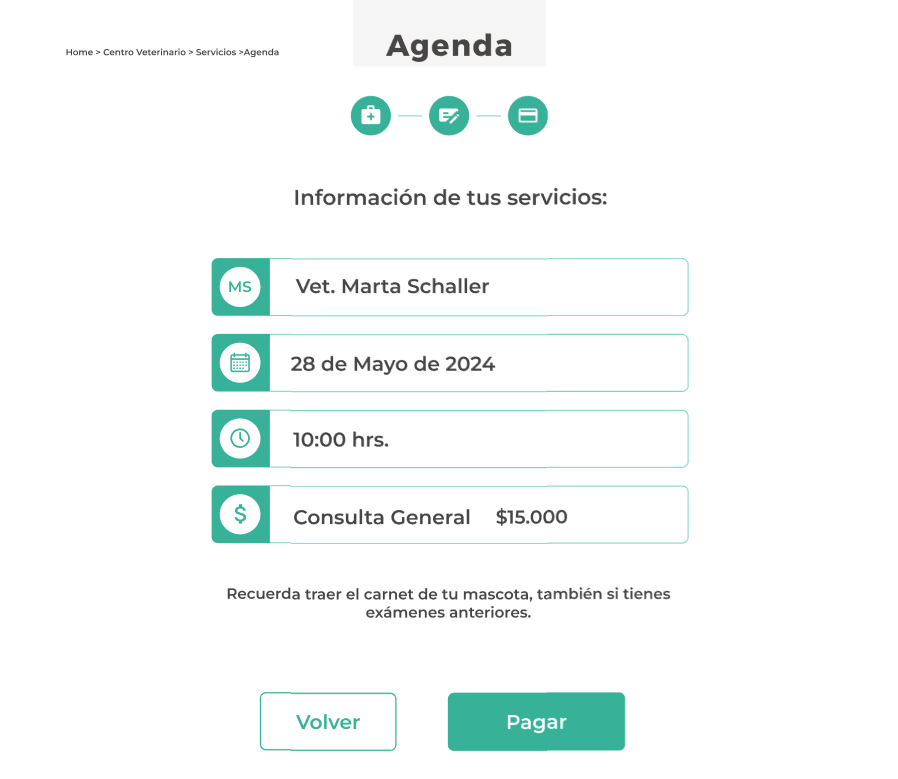 Agenda
Home > Centro Veterinario > Servicios >Agenda
Información de tus servicios:
MS Vet. Marta Schaller
28 de Mayo de 2024
10:00 hrs.
$ Consulta General $15.000
Recuerda traer el carnet de tu mascota, también si tienes
exámenes anteriores.
Volver Pagar